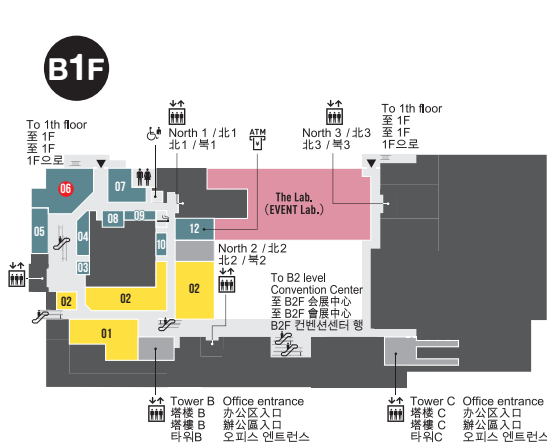 B1F
To 1th floor
至 1F
至 1F
1F으로
North 1 /北1
北1 /북1
ATM
North 3 /北3
北3 /북3
To 1th floor
至 1F
至 1F
1F으로
06
07
The Lab.
(EVENT Lab.)
05
04
08
09
12
10
03
North 2 /北2
北2 /북2
02
02
02
To B2 level
Convention Center
至 B2F 会展中心
至 B2F 會展中心
B2F 컨벤션센터 행
01
Tower B Office entrance
塔楼 B 办公区入口
塔樓 B 辦公區入口
타워B 오피스 엔트런스
Tower C Office entrance
塔楼 C 办公区入口
塔樓 C 辦公區入口
타워C 오피스 엔트런스